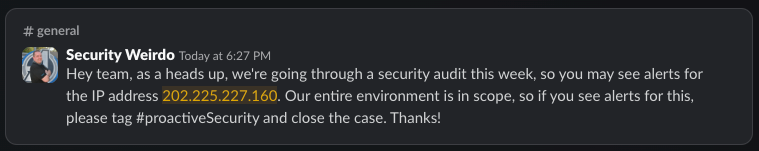 # general
Security Weirdo Today at 6:27 PM
Hey team, as a heads up, we're going through a security audit this week, so you may see alerts for
the IP address 202.225.227.160. Our entire environment is in scope, so if you see alerts for this,
please tag #proactiveSecurity and close the case. Thanks!